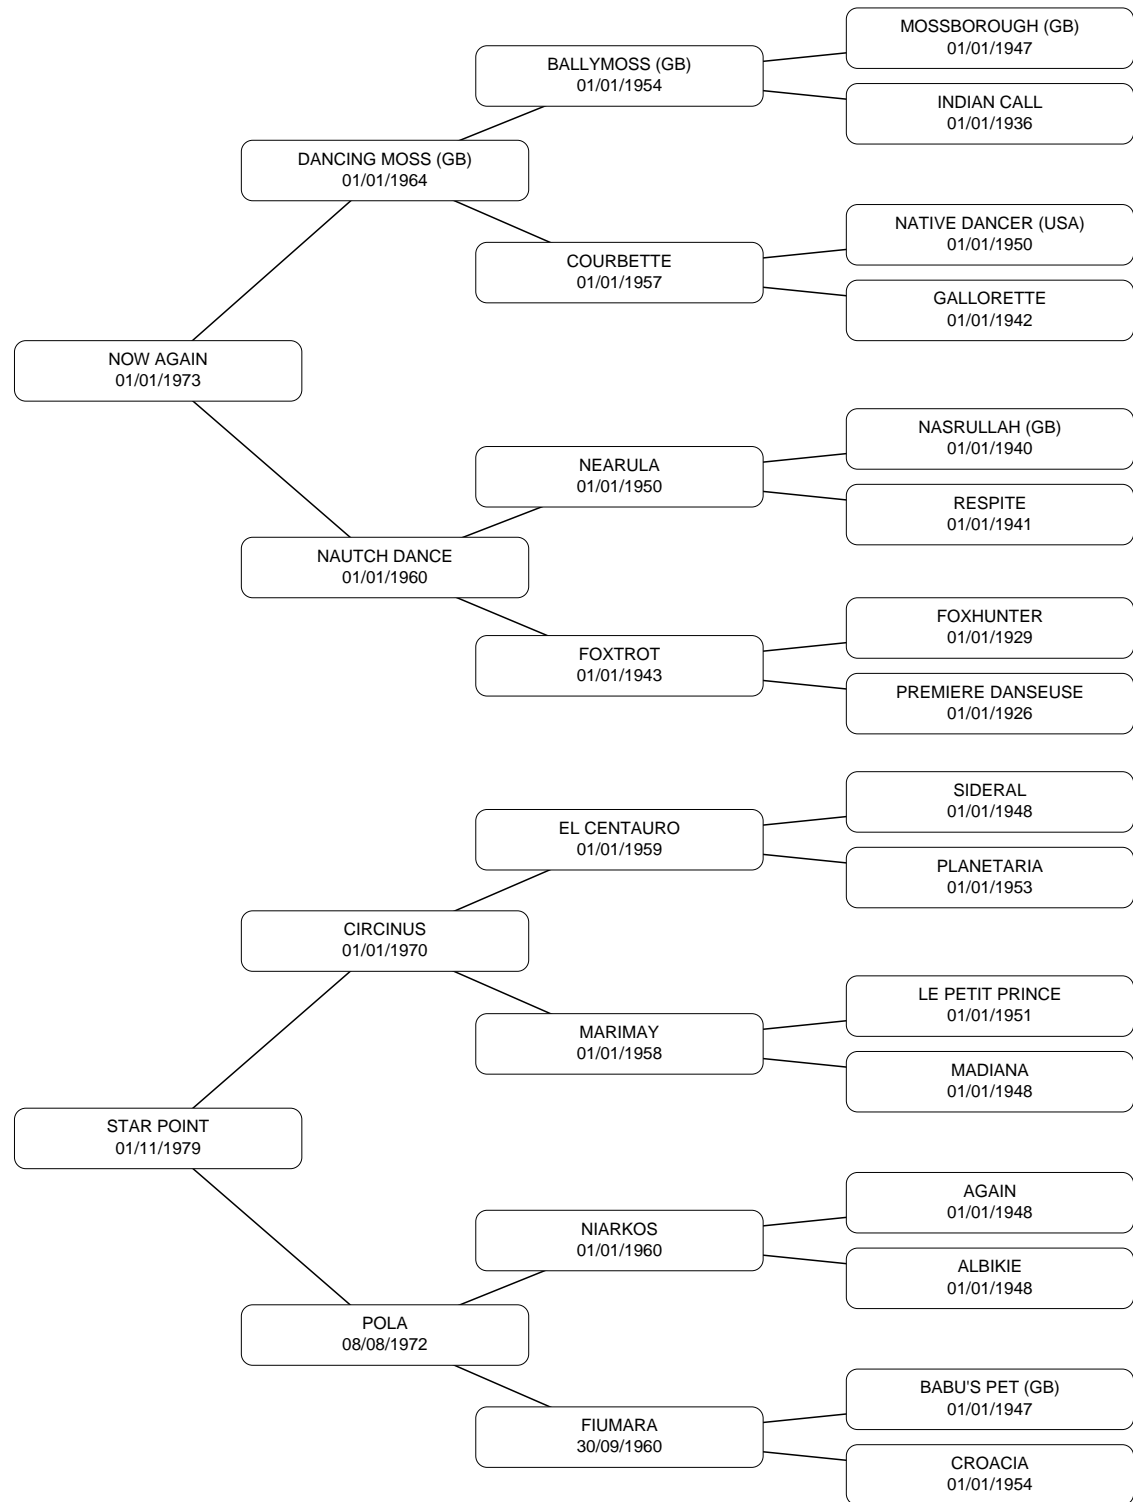 MOSSBOROUGH (GB)
01/01/1947
BALLYMOSS (GB)
01/01/1954
INDIAN CALL
01/01/1936
DANCING MOSS (GB)
01/01/1964
NATIVE DANCER (USA)
01/01/1950
COURBETTE
01/01/1957
GALLORETTE
01/01/1942
NOW AGAIN
01/01/1973
NASRULLAH (GB)
01/01/1940
NEARULA
01/01/1950
RESPITE
01/01/1941
NAUTCH DANCE
01/01/1960
FOXHUNTER
01/01/1929
FOXTROT
01/01/1943
PREMIERE DANSEUSE
01/01/1926
SIDERAL
01/01/1948
EL CENTAURO
01/01/1959
PLANETARIA
01/01/1953
CIRCINUS
01/01/1970
LE PETIT PRINCE
01/01/1951
MARIMAY
01/01/1958
MADIANA
01/01/1948
STAR POINT
01/11/1979
AGAIN
01/01/1948
NIARKOS
01/01/1960
ALBIKIE
01/01/1948
POLA
08/08/1972
BABU'S PET (GB)
01/01/1947
FIUMARA
30/09/1960
CROACIA
01/01/1954